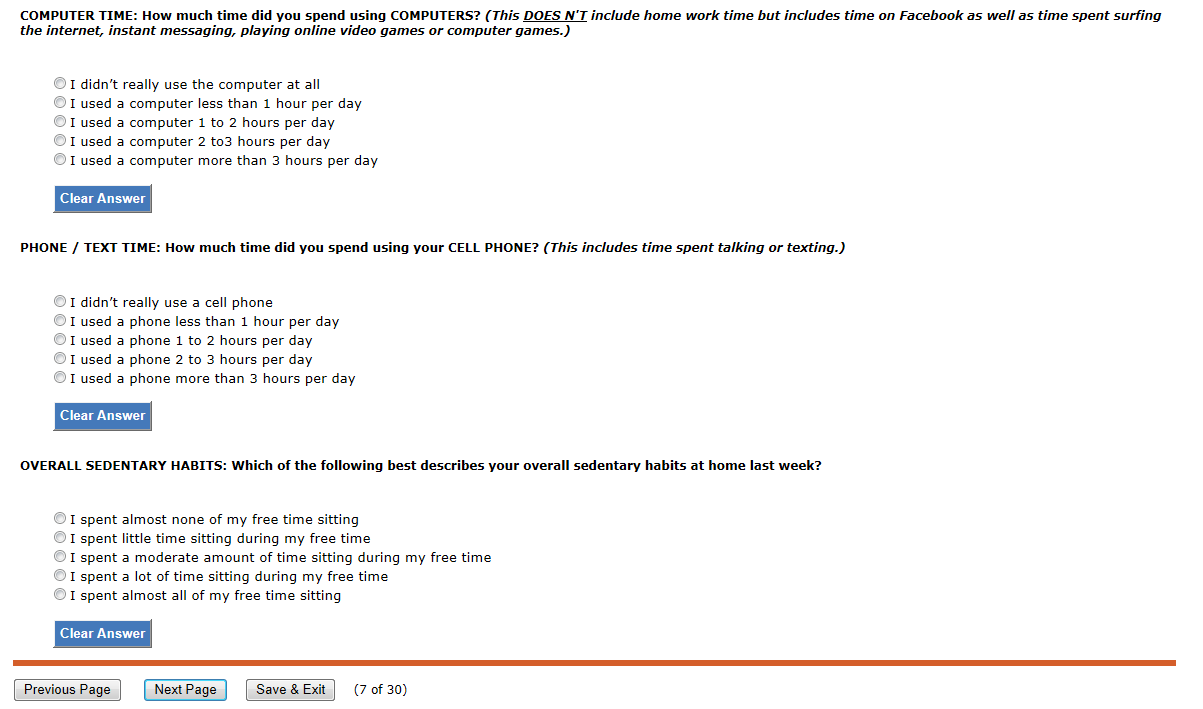 COMPUTER TIME: How much time did you spend using COMPUTERS? (This DOES N'T include home work time but includes time on Facebook as well as time spent surfing
the internet, instant messaging, playing online video games or computer games.)
I didn’t really use the computer at all
I used a computer less than 1 hour per day
I used a computer 1 to 2 hours per day
I used a computer 2 to3 hours per day
I used a computer more than 3 hours per day
Clear Answer
PHONE / TEXT TIME: How much time did you spend using your CELL PHONE? (This includes time spent talking or texting.)
I didn’t really use a cell phone
I used a phone less than 1 hour per day
I used a phone 1 to 2 hours per day
I used a phone 2 to 3 hours per day
I used a phone more than 3 hours per day
Clear Answer
OVERALL SEDENTARY HABITS: Which of the following best describes your overall sedentary habits at home last week?
I spent almost none of my free time sitting
I spent little time sitting during my free time
I spent a moderate amount of time sitting during my free time
I spent a lot of time sitting during my free time
I spent almost all of my free time sitting
Clear Answer
Previous Page Next Page Save & Exit (7 of 30)